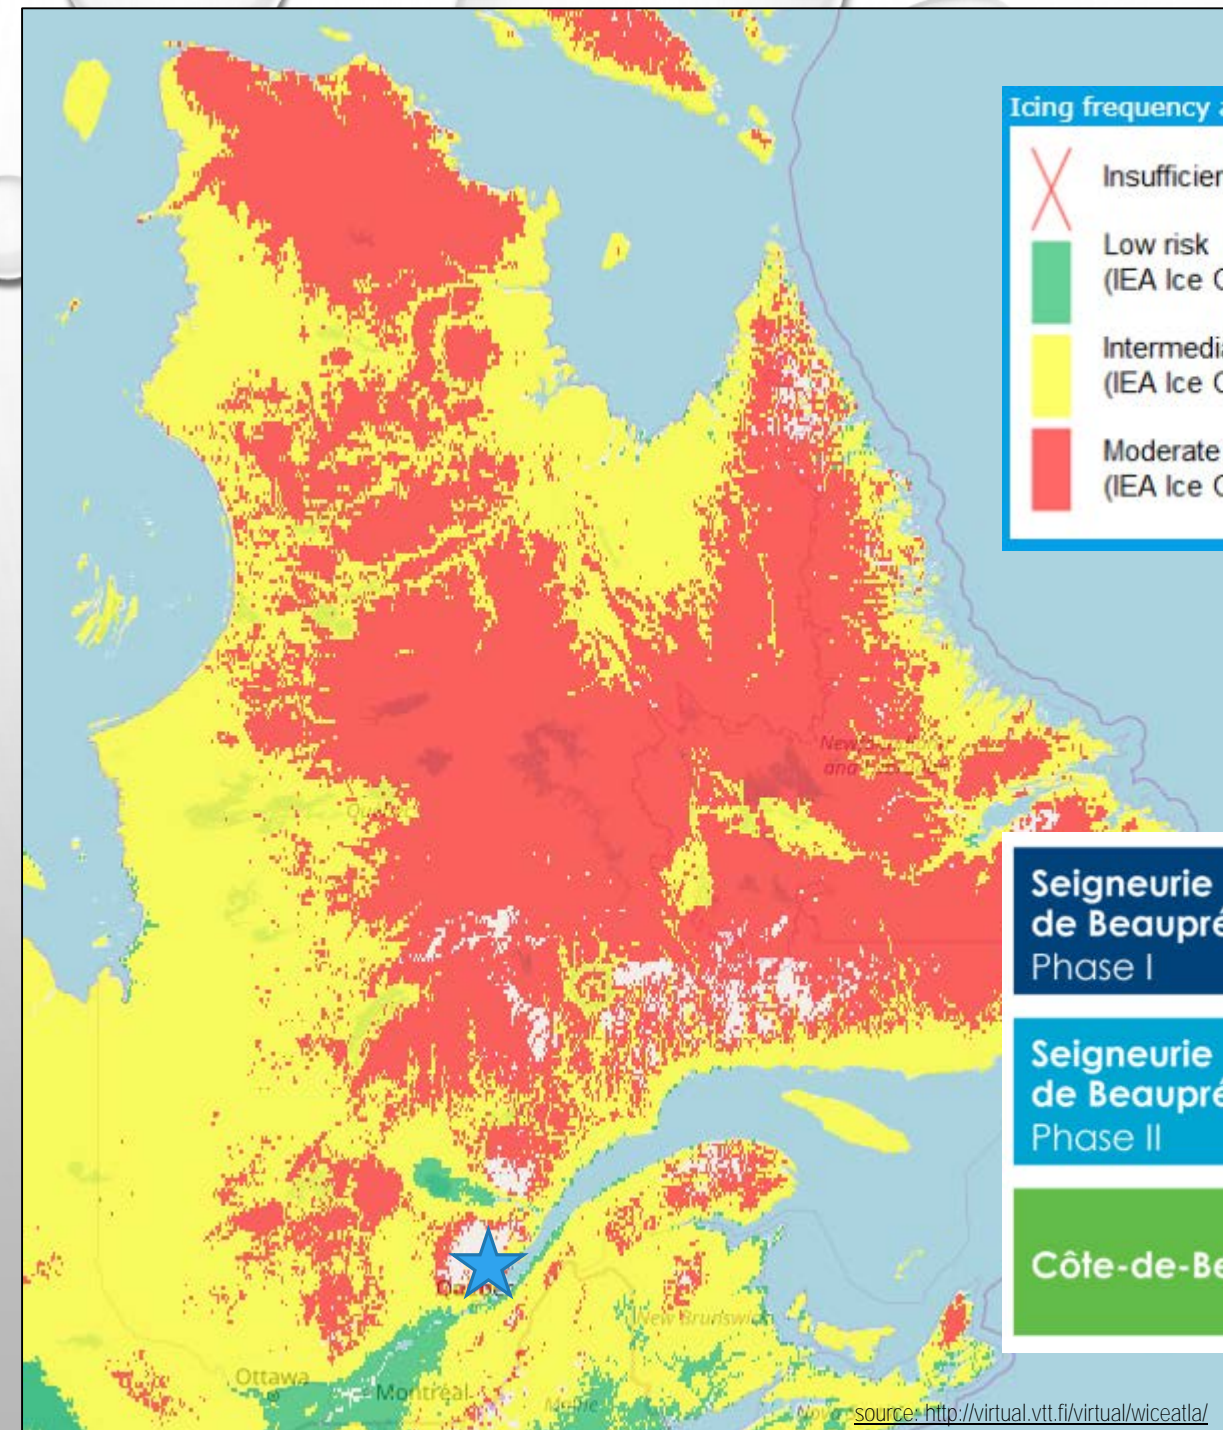 Icing frequency
Insufficien
Low risk
(IEA Ice
Intermedia
(IEA Ice
Moderate
(IEA Ice
Seigneurie
de Beaupré
Phase I
Seigneurie
de Beaupré
Phase II
Côte-de-Be
Ottawa
Montréal
New Brunswick
source: http://virtual.vtt.fi/virtual/wiceatla/